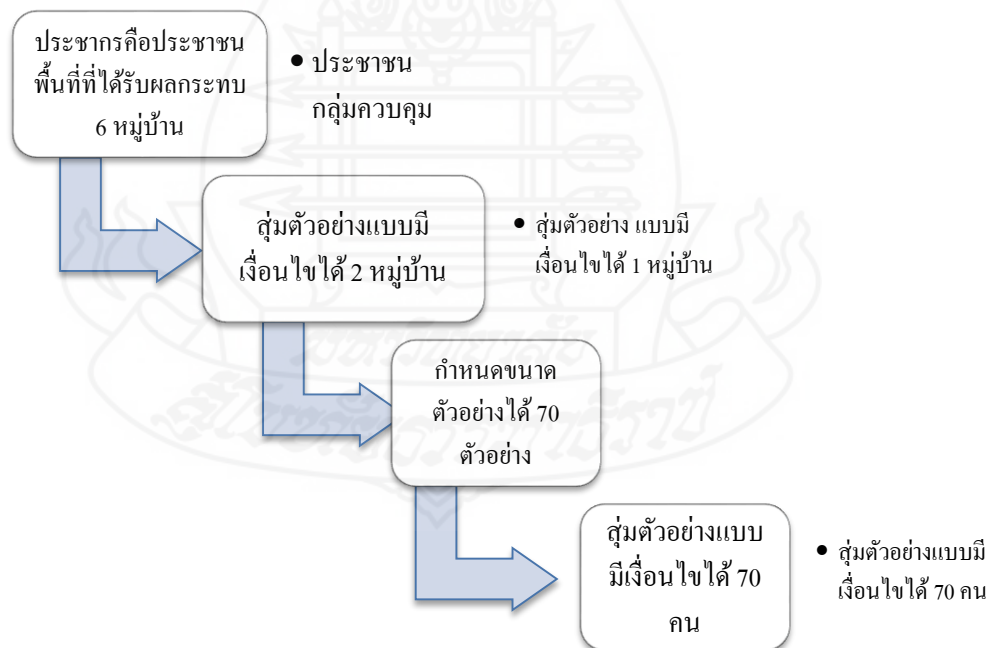 ประชากรคือประชาชน
พื้นที่ที่ได้รับผลกระทบ
6 หมู่บ้าน
• ประชาชน
กลุ่มควบคุม
สุ่มตัวอย่างแบบมี
เงื่อนไขได้ 2 หมู่บ้าน
• สุ่มตัวอย่าง แบบมี
เงื่อนไขได้ 1 หมู่บ้าน
กำหนดขนาด
ตัวอย่างได้ 70
ตัวอย่าง
สุ่มตัวอย่างแบบ
มีเงื่อนไขได้ 70
คน
• สุ่มตัวอย่างแบบมี
เงื่อนไขได้ 70 คน